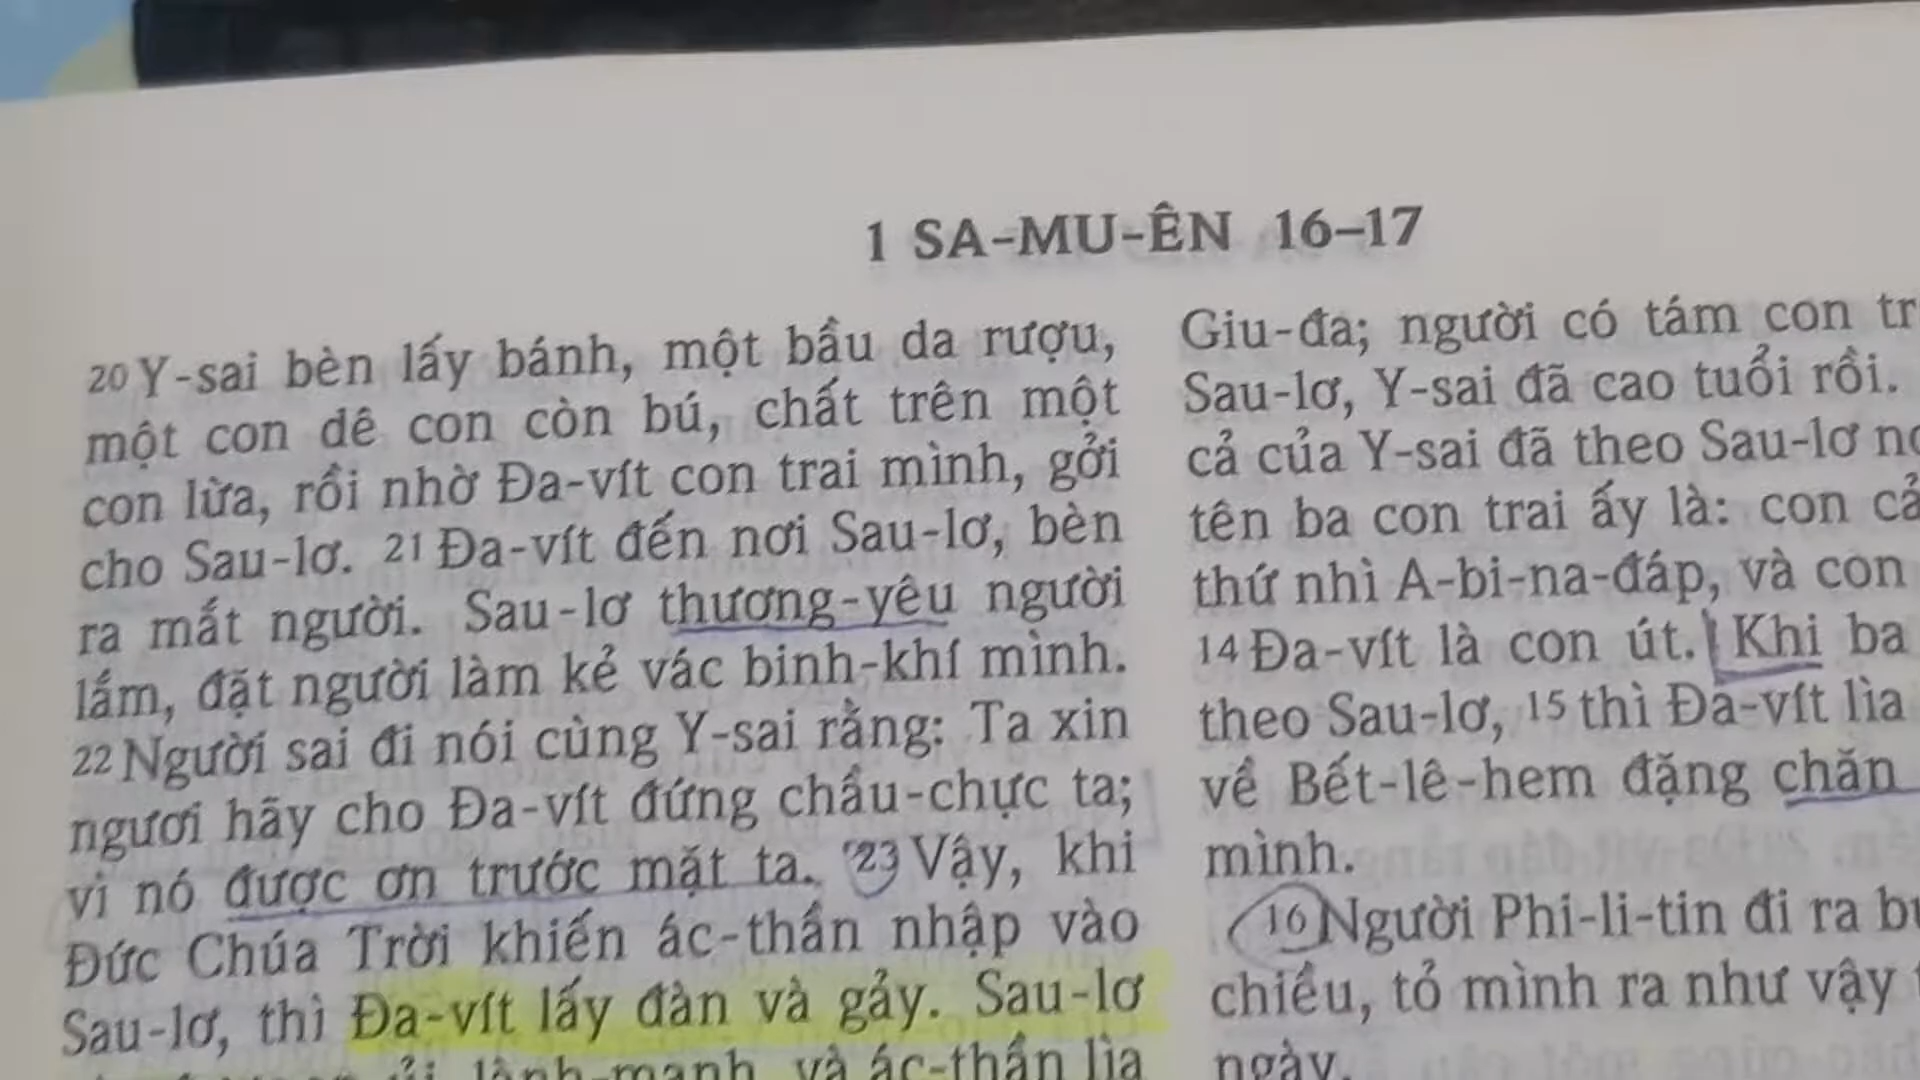 1 SA-MU-ÊN 16–17
20 Y-sai bèn lấy bánh, một bầu da rượu,
một con dê con còn bú, chất trên một
con lừa, rồi nhờ Đa-vít con trai mình, gởi
cho Sau-lơ. 21 Đa-vít đến nơi Sau-lơ, bèn
ra mắt người. Sau-lơ thương-yêu người
lắm, đặt người làm kẻ vác binh-khí mình.
22 Người sai đi nói cùng Y-sai rằng: Ta xin
ngươi hãy cho Đa-vít đứng chầu-chực ta;
vì nó được ơn trước mặt ta. 23 Vậy, khi
Đức Chúa Trời khiến ác-thần nhập vào
Sau-lơ, thì Đa-vít lấy đàn và gảy. Sau-lơ
lành-mạnh, và ác-thần lìa
Giu-đa; người có tám con
Sau-lơ, Y-sai đã cao tuổi rồi.
cả của Y-sai đã theo Sau-lơ
tên ba con trai ấy là: con cả
thứ nhì A-bi-na-đáp, và con
14 Đa-vít là con út. Khi ba
theo Sau-lơ, 15 thì Đa-vít lìa
về Bết-lê-hem đặng chăn
mình.
16 Người Phi-li-tin đi ra
chiều, tỏ mình ra như vậy
ngày.